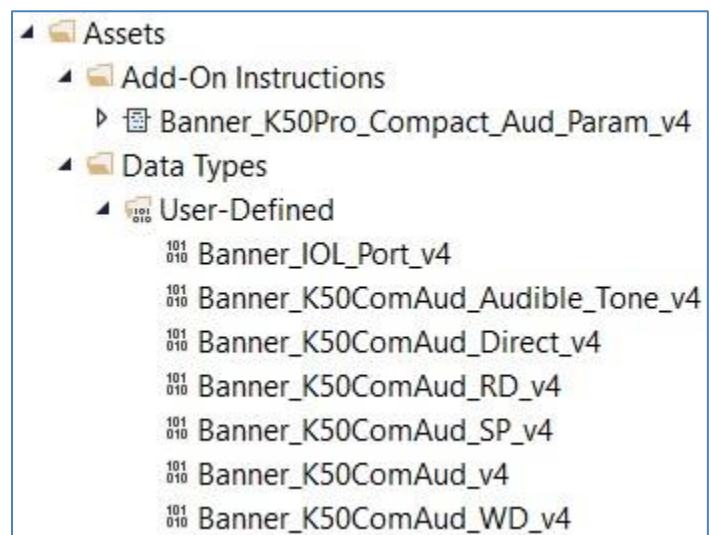 Assets
Add-On Instructions
Banner_K50Pro_Compact_Aud_Param_v4
Data Types
User-Defined
Banner_IOL_Port_v4
Banner_K50ComAud_Audible_Tone_v4
Banner_K50ComAud_Direct_v4
Banner_K50ComAud_RD_v4
Banner_K50ComAud_SP_v4
Banner_K50ComAud_v4
Banner_K50ComAud_WD_v4